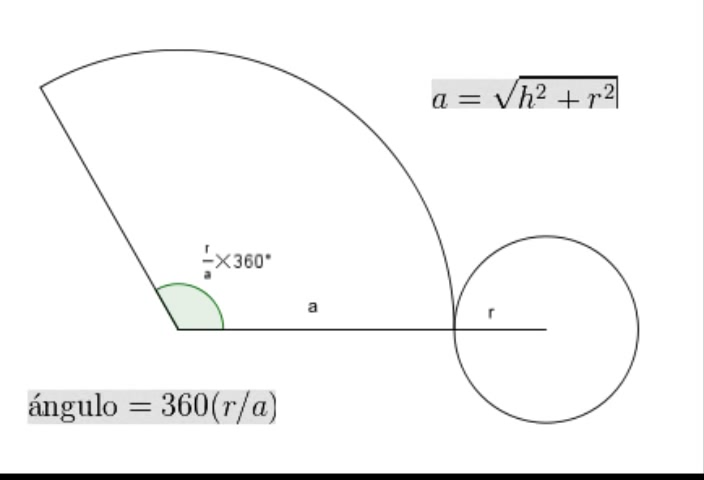 a = √h² + r²
r/a ×360°
a
r
ángulo = 360(r/a)